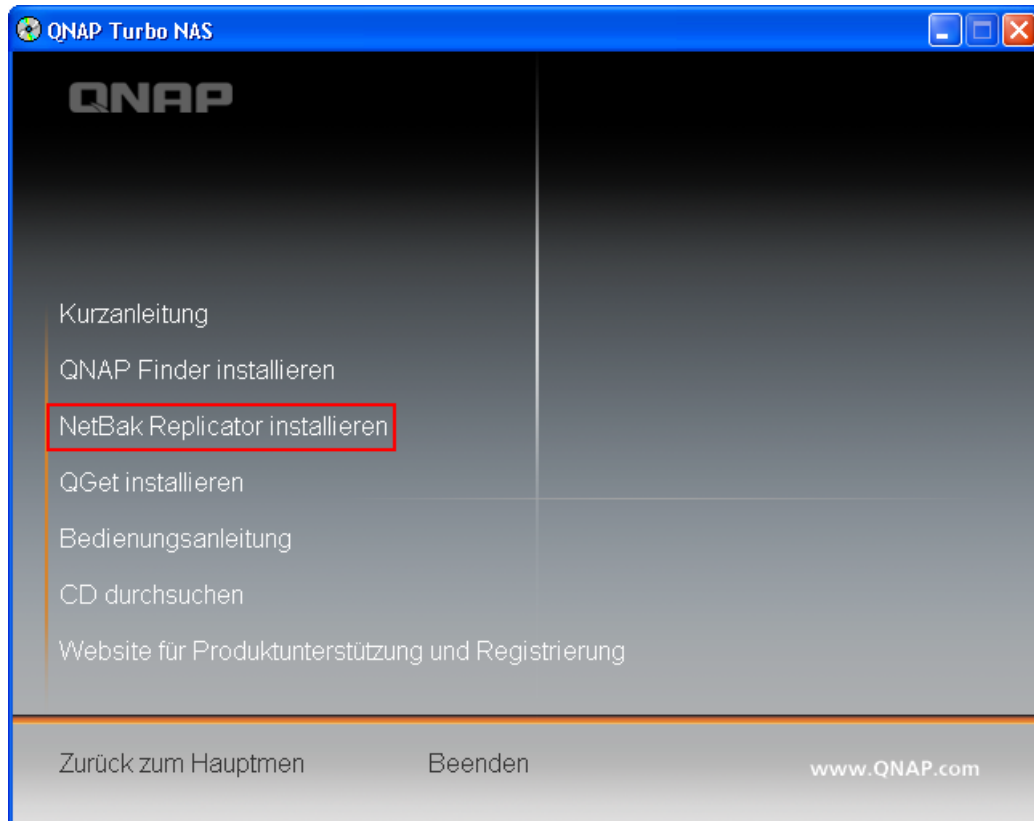 QNAP Turbo NAS
QNAP
Kurzanleitung
QNAP Finder installieren
NetBak Replicator installieren
QGet installieren
Bedienungsanleitung
CD durchsuchen
Website für Produktunterstützung und Registrierung
Zurück zum Hauptmen
Beenden
www.QNAP.com